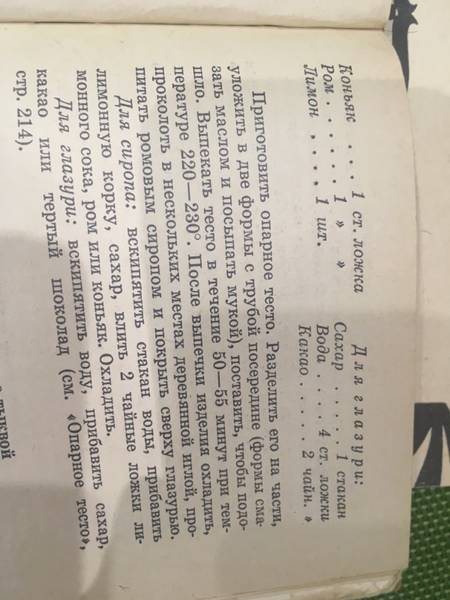 Коньяк . . . 1 ст. ложка
Ром . . . . . . 1 » »
Лимон . . . . 1 шт.
Для глазури:
Сахар . . . . . . 1 стакан
Вода . . . . 4 ст. ложки
Какао . . . . . 2 чайн. »
Приготовить опарное тесто. Разделить его на части,
уложить в две формы с трубой посередине (формы сма-
зать маслом и посыпать мукой), поставить, чтобы подо-
шло. Выпекать тесто в течение 50—55 минут при тем-
пературе 220—230°. После выпечки изделия охладить,
проколоть в нескольких местах деревянной иглой, про-
питать ромовым сиропом и покрыть сверху глазурью.
Для сиропа: вскипятить стакан воды, прибавить
лимонную корку, сахар, влить 2 чайные ложки ли-
монного сока, ром или коньяк. Охладить.
Для глазури: вскипятить воду, прибавить сахар,
какао или тертый шоколад (см. «Опарное тесто»,
стр. 214).
тыквой